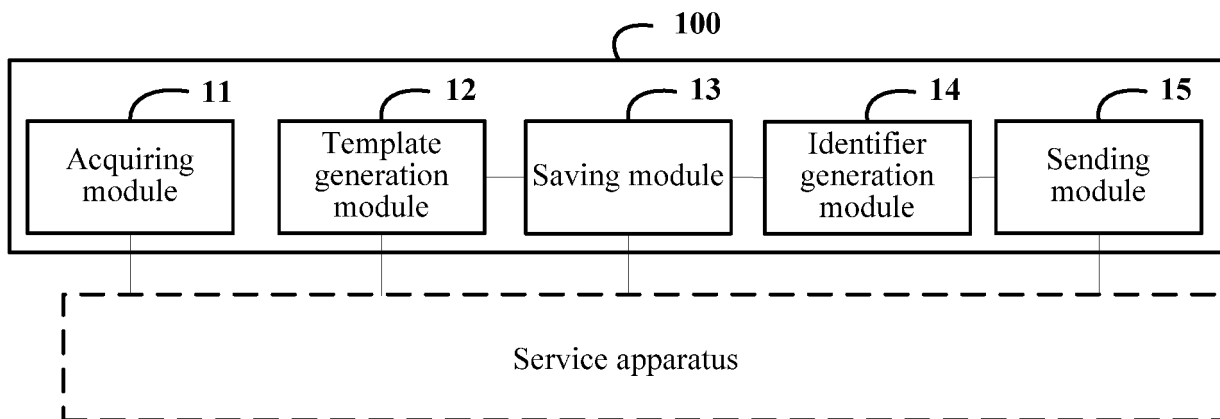 100
11
12
13
14
15
Acquiring
module
Template
generation
module
Saving module
Identifier
generation
module
Sending
module
Service apparatus